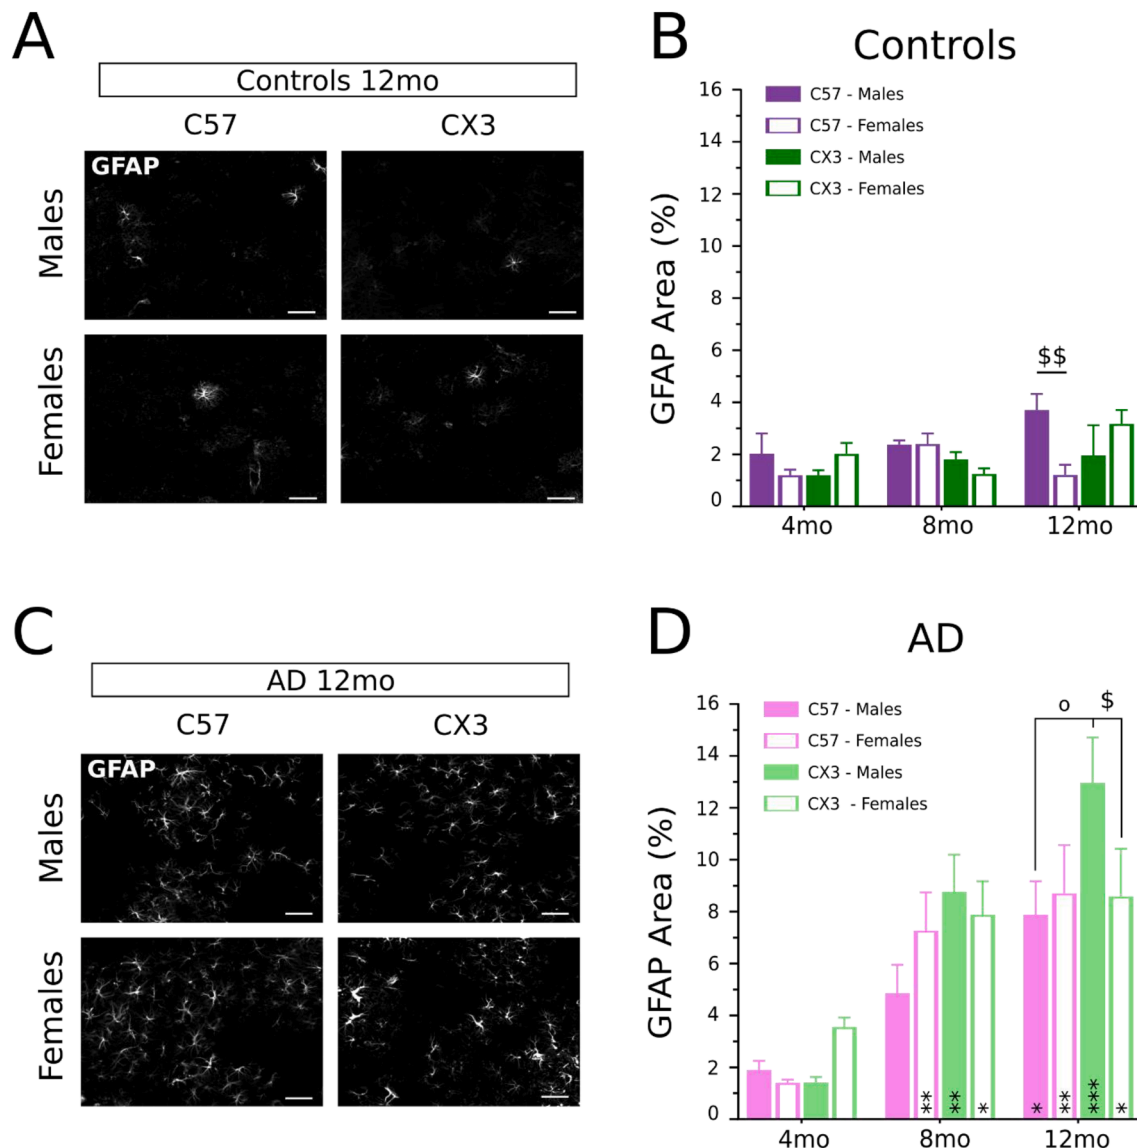 A
Controls 12mo
C57 CX3
GFAP
Males
Females
B
Controls
C57 - Males
C57 - Females
CX3 - Males
CX3 - Females
GFAP Area (%)
16
14
12
10
8
6
4
2
0
$$
4mo 8mo 12mo
C
AD 12mo
C57 CX3
GFAP
Males
Females
D
AD
C57 - Males
C57 - Females
CX3 - Males
CX3 - Females
GFAP Area (%)
16
14
12
10
8
6
4
2
0
o $
** ** * * ** *** *
4mo 8mo 12mo